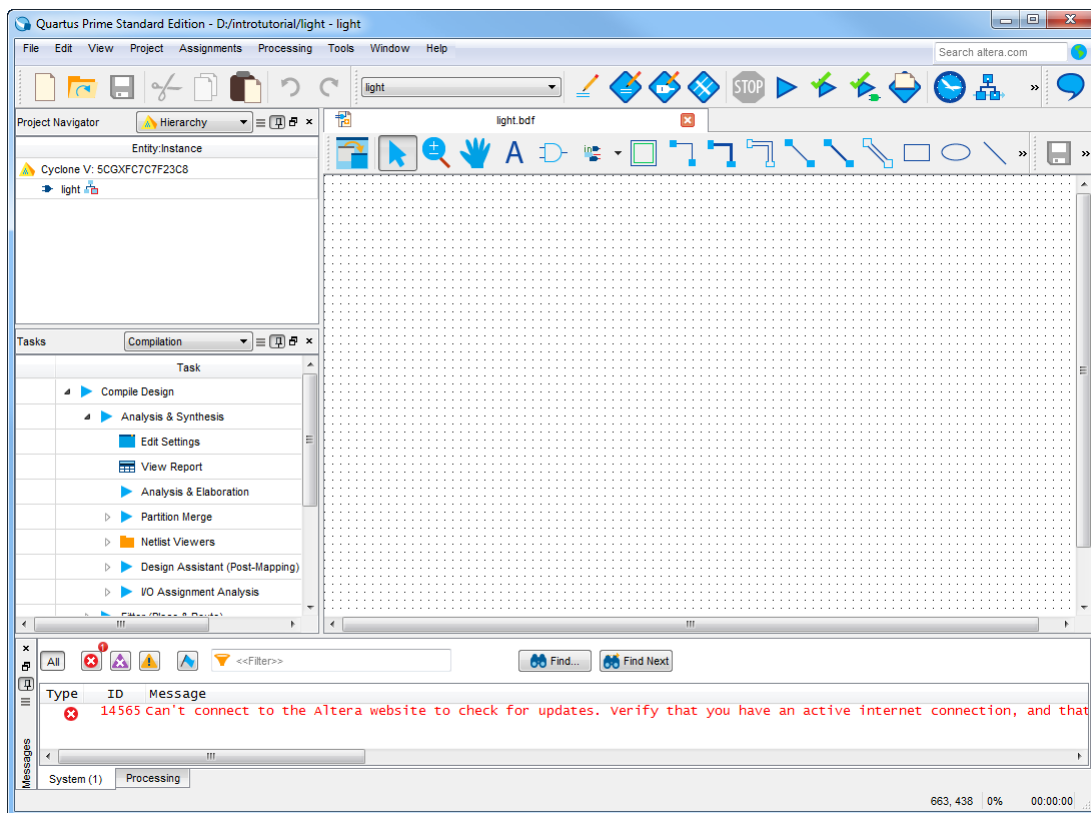 Quartus Prime Standard Edition - D:/introtutorial/light - light
File Edit View Project Assignments Processing Tools Window Help
Search altera.com
light
STOP
»
Project Navigator
Hierarchy
light.bdf
Entity:Instance
A
»
»
Cyclone V: 5CGXFC7C7F23C8
light
Tasks
Compilation
Task
Compile Design
Analysis & Synthesis
Edit Settings
View Report
Analysis & Elaboration
Partition Merge
Netlist Viewers
Design Assistant (Post-Mapping)
I/O Assignment Analysis
Fitter (Place & Route)
All
1
<<Filter>>
Find...
Find Next
Type ID Message
14565 Can't connect to the Altera website to check for updates. Verify that you have an active internet connection, and that
Messages
System (1) Processing
663, 438 0% 00:00:00